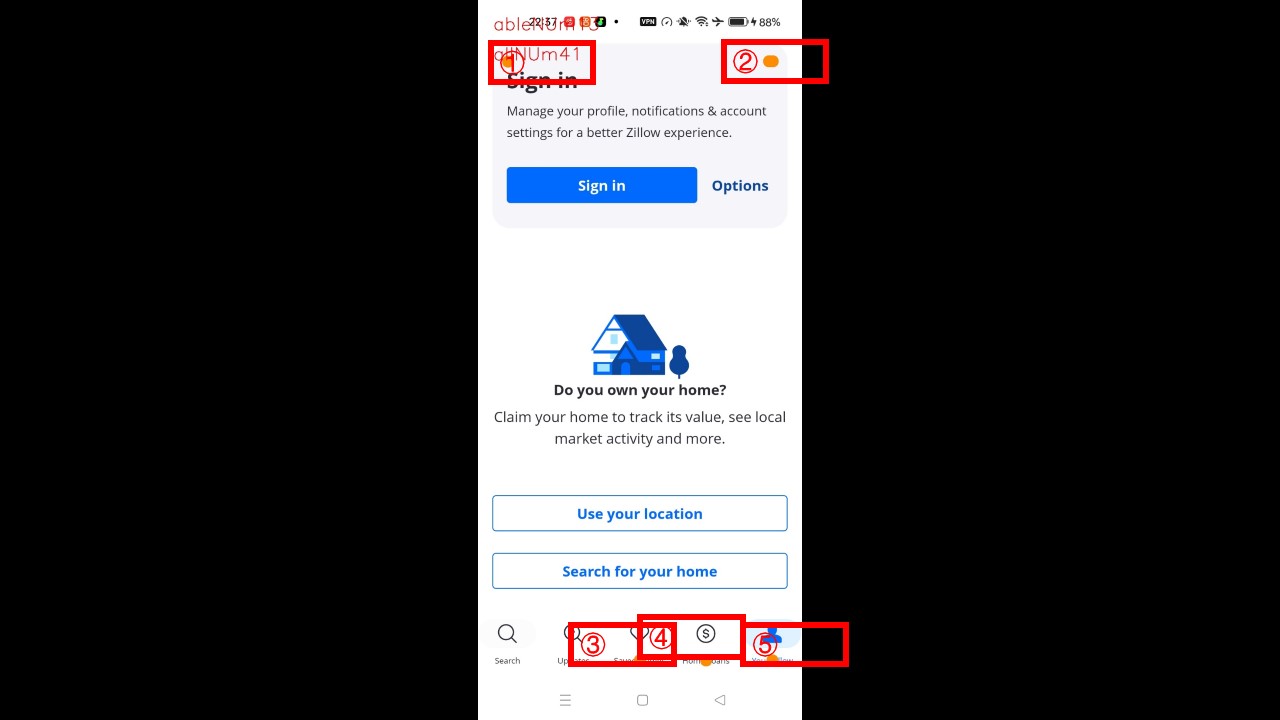 ableNUm13
22:37 VPN 88%
allNUm41
① ②
Sign in
Manage your profile, notifications & account
settings for a better Zillow experience.
Sign in Options
Do you own your home?
Claim your home to track its value, see local
market activity and more.
Use your location
Search for your home
③ ④ ⑤
Search Updates